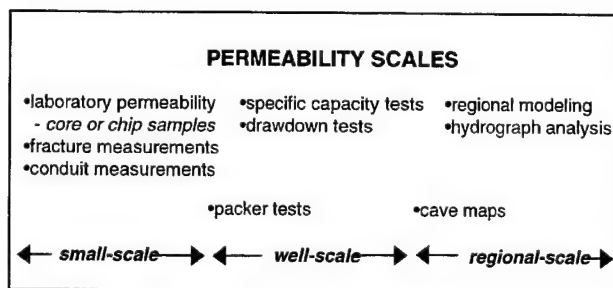 PERMEABILITY SCALES
•laboratory permeability
- core or chip samples
•fracture measurements
•conduit measurements
•specific capacity tests
•drawdown tests
•regional modeling
•hydrograph analysis
•packer tests
•cave maps
small-scale
well-scale
regional-scale